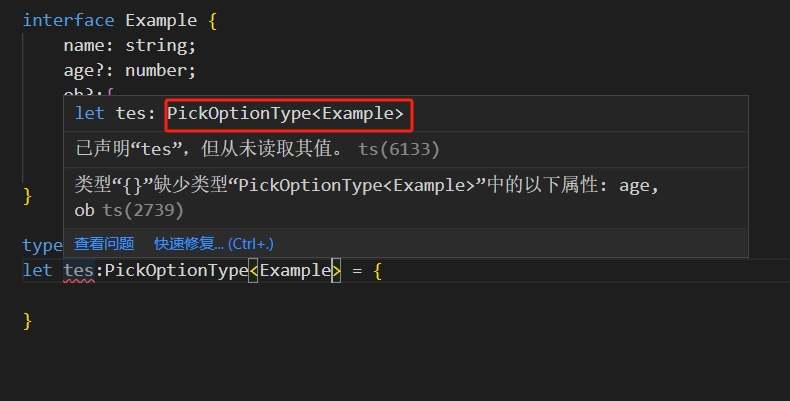 interface Example {
name: string;
age?: number;
ob?:{
let tes: PickOptionType<Example>
已声明“tes”，但从未读取其值。 ts(6133)
类型“{}”缺少类型“PickOptionType<Example>”中的以下属性: age,
ob ts(2739)
}
查看问题 快速修复... (Ctrl+.)
type
let tes:PickOptionType<Example> = {
}